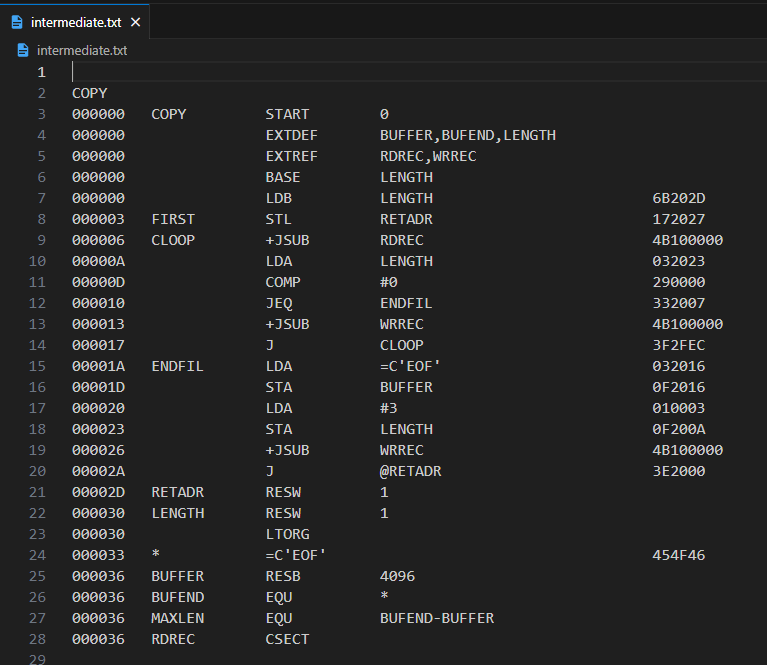 intermediate.txt ×
intermediate.txt
1
2 COPY
3 000000 COPY START 0
4 000000 EXTDEF BUFFER,BUFEND,LENGTH
5 000000 EXTREF RDREC,WRREC
6 000000 BASE LENGTH
7 000000 LDB LENGTH 6B202D
8 000003 FIRST STL RETADR 172027
9 000006 CLOOP +JSUB RDREC 4B100000
10 00000A LDA LENGTH 032023
11 00000D COMP #0 290000
12 000010 JEQ ENDFIL 332007
13 000013 +JSUB WRREC 4B100000
14 000017 J CLOOP 3F2FEC
15 00001A ENDFIL LDA =C'EOF' 032016
16 00001D STA BUFFER 0F2016
17 000020 LDA #3 010003
18 000023 STA LENGTH 0F200A
19 000026 +JSUB WRREC 4B100000
20 00002A J @RETADR 3E2000
21 00002D RETADR RESW 1
22 000030 LENGTH RESW 1
23 000030 LTORG
24 000033 * =C'EOF' 454F46
25 000036 BUFFER RESB 4096
26 000036 BUFEND EQU *
27 000036 MAXLEN EQU BUFEND-BUFFER
28 000036 RDREC CSECT
29